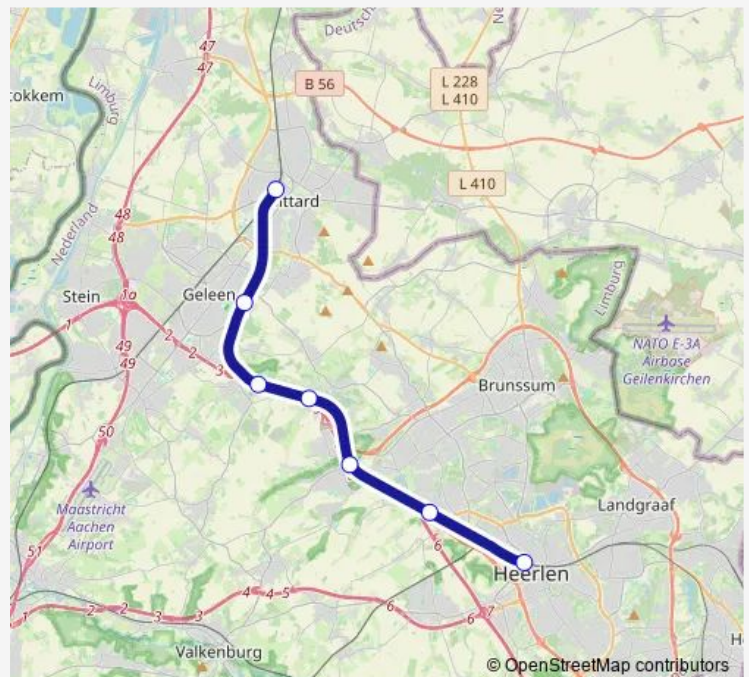 47
47
Deutsch
Ne
B 56
L 228
L 410
okkem
Limburg
L 410
ittard
48
48
Nederland
Stein
1a
Geleen
Limburg
1
2
2
49
49
3
NATO E-3A
Airbase
Geilenkirchen
Brunssum
50
Maastricht
Aachen
Airport
Landgraaf
51
6
Heerlen
1
2
2
3
4
4
5
6
6
7
Valkenburg
H
© OpenStreetMap contributors